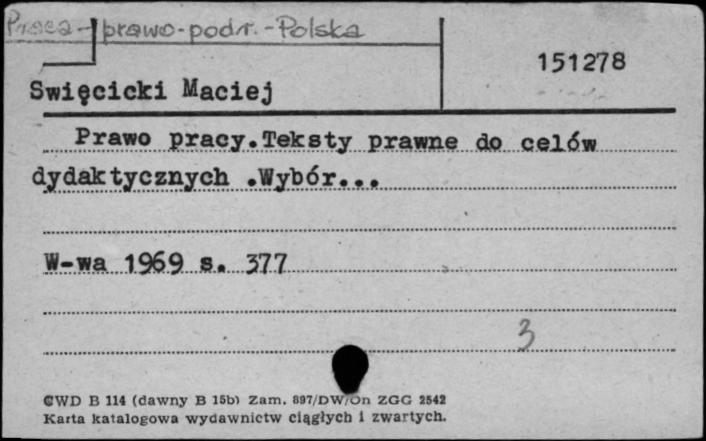 Praca - prawo - podr. - Polska
151278
Swięcicki Maciej
Prawo pracy.Teksty prawne do celów
dydaktycznych .Wybór...
W-wa 1969 s. 377
3
CWD B 114 (dawny B 15b) Zam. 897/DW/On ZGG 2542
Karta katalogowa wydawnictw ciągłych i zwartych.